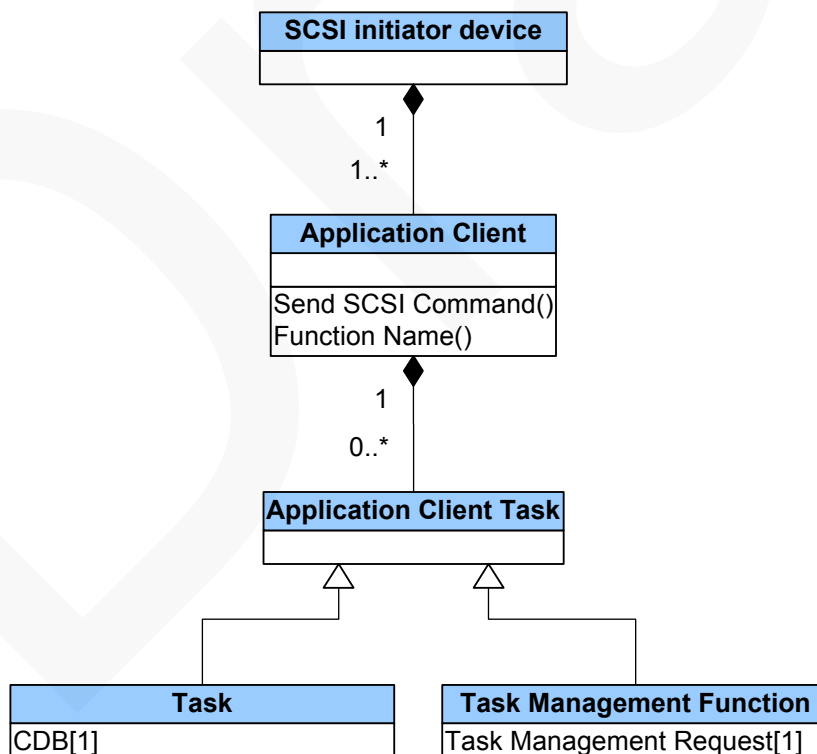 SCSI initiator device
1
1..*
Application Client
Send SCSI Command()
Function Name()
1
0..*
Application Client Task
Task
Task Management Function
CDB[1]
Task Management Request[1]